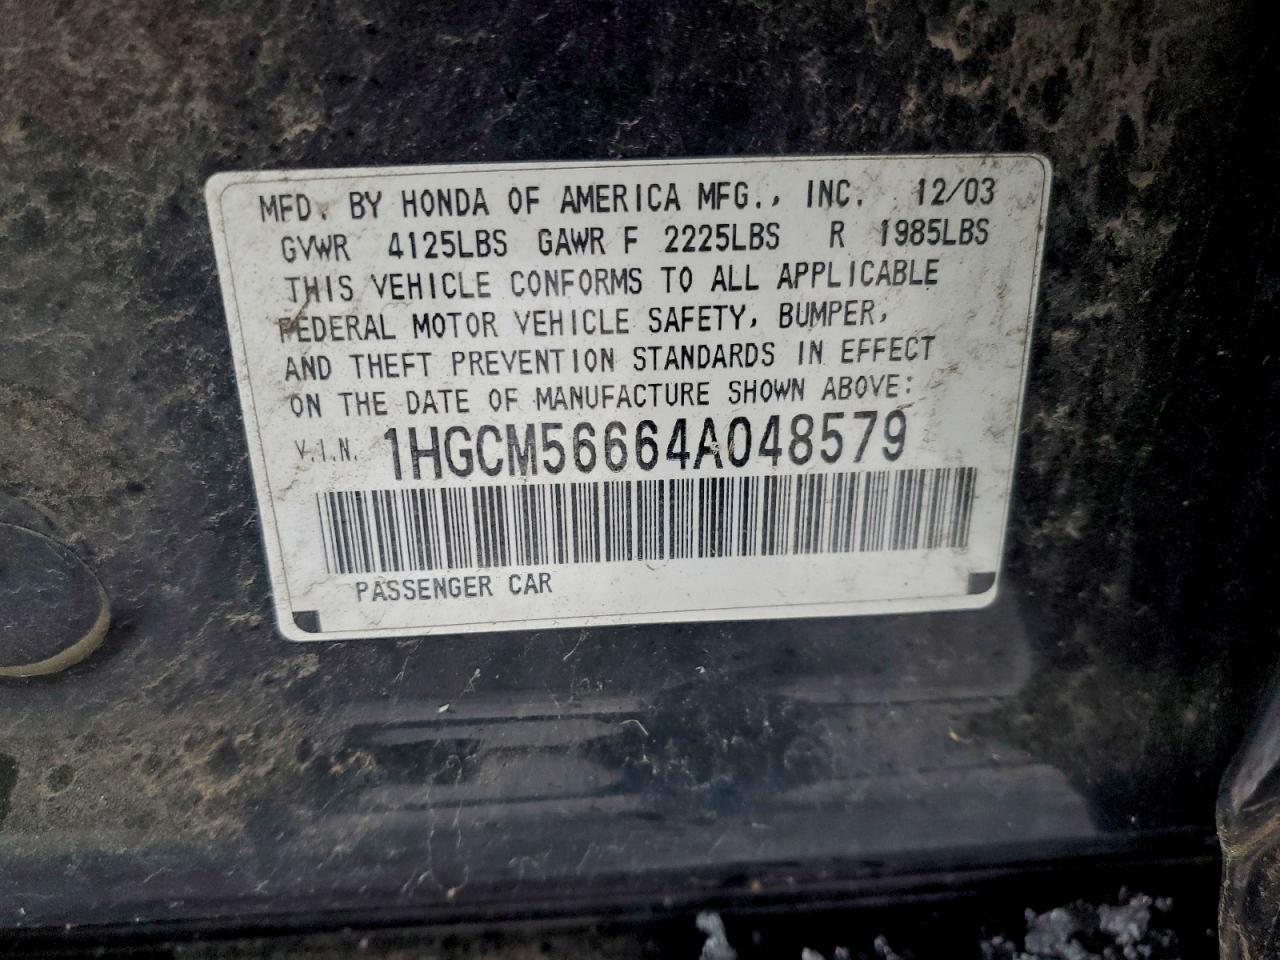 MFD. BY HONDA OF AMERICA MFG., INC. 12/03
GVWR 4125LBS GAWR F 2225LBS R 1985LBS
THIS VEHICLE CONFORMS TO ALL APPLICABLE
FEDERAL MOTOR VEHICLE SAFETY, BUMPER,
AND THEFT PREVENTION STANDARDS IN EFFECT
ON THE DATE OF MANUFACTURE SHOWN ABOVE:
V.I.N. 1HGCM56664A048579
PASSENGER CAR